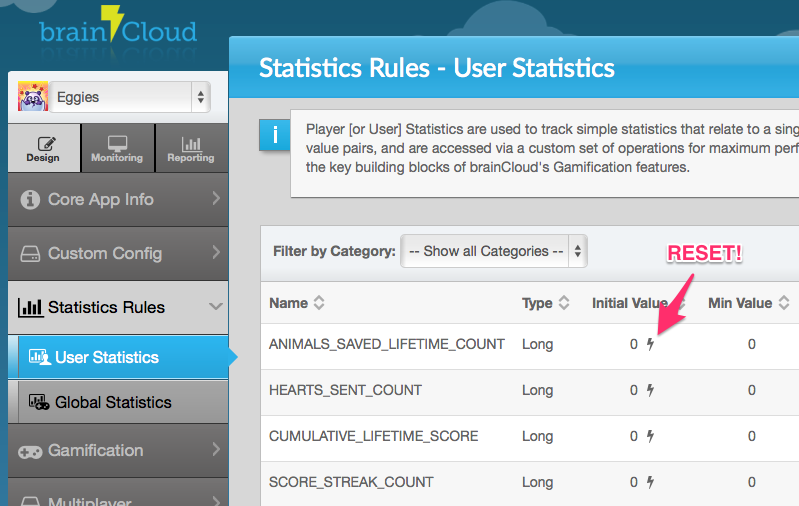 brainCloud
Statistics Rules - User Statistics
Eggies
Design
Monitoring
Reporting
i
Player [or User] Statistics are used to track simple statistics that relate to a sing
value pairs, and are accessed via a custom set of operations for maximum perf
the key building blocks of brainCloud's Gamification features.
Core App Info
Custom Config
Statistics Rules
User Statistics
Global Statistics
Gamification
Multiplayer
Filter by Category: -- Show all Categories --
RESET!
Name Type Initial Value Min Value
ANIMALS_SAVED_LIFETIME_COUNT Long 0 0
HEARTS_SENT_COUNT Long 0 0
CUMULATIVE_LIFETIME_SCORE Long 0 0
SCORE_STREAK_COUNT Long 0 0